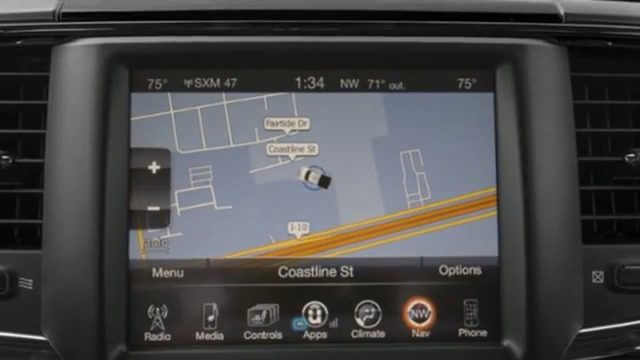 75° SXM 47 1:34 NW 71° out. 75°
Fairtide Dr
Coastline St
I-10
Menu Coastline St Options
Radio Media Controls Apps Climate NW Nav Phone